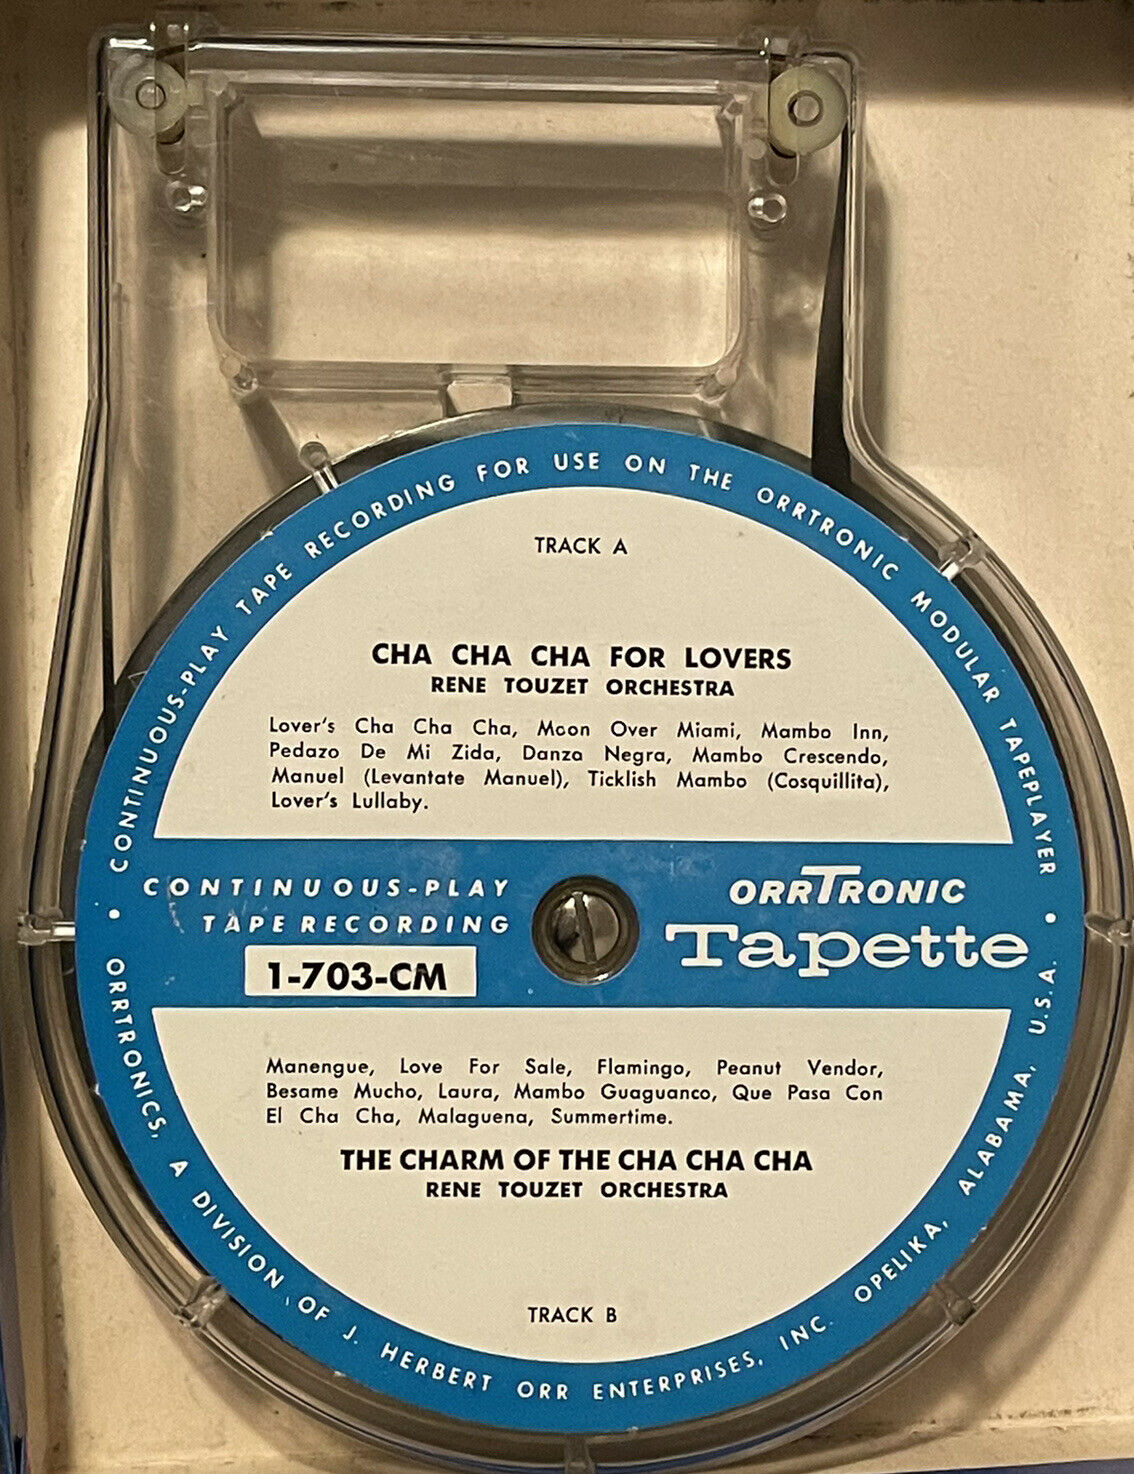 CONTINUOUS-PLAY TAPE RECORDING FOR USE ON THE ORRTRONIC MODULAR TAPEPLAYER
TRACK A
CHA CHA CHA FOR LOVERS
RENE TOUZET ORCHESTRA
Lover's Cha Cha Cha, Moon Over Miami, Mambo Inn,
Pedazo De Mi Zida, Danza Negra, Mambo Crescendo,
Manuel (Levantate Manuel), Ticklish Mambo (Cosquillita),
Lover's Lullaby.
CONTINUOUS-PLAY
TAPE RECORDING
1-703-CM
ORRTRONIC
Tapette
Manengue, Love For Sale, Flamingo, Peanut Vendor,
Besame Mucho, Laura, Mambo Guaguanco, Que Pasa Con
El Cha Cha, Malaguena, Summertime.
THE CHARM OF THE CHA CHA CHA
RENE TOUZET ORCHESTRA
TRACK B
• ORRTRONICS, A DIVISION OF J. HERBERT ORR ENTERPRISES, INC. OPELIKA, ALABAMA, U.S.A. •